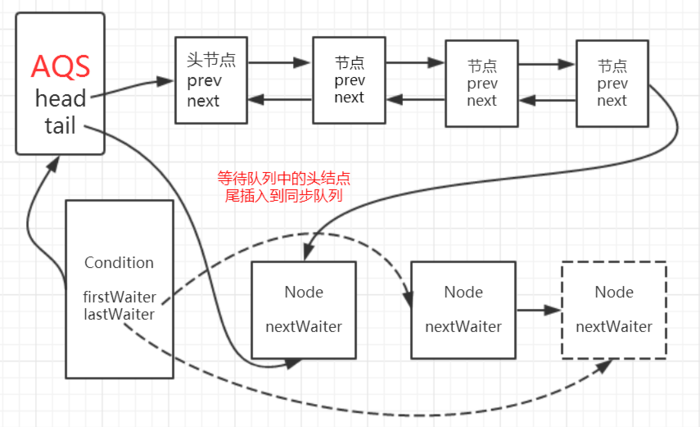 AQS
head
tail
头节点
prev
next
节点
prev
next
节点
prev
next
节点
prev
next
等待队列中的头结点
尾插入到同步队列
Condition
firstWaiter
lastWaiter
Node
nextWaiter
Node
nextWaiter
Node
nextWaiter